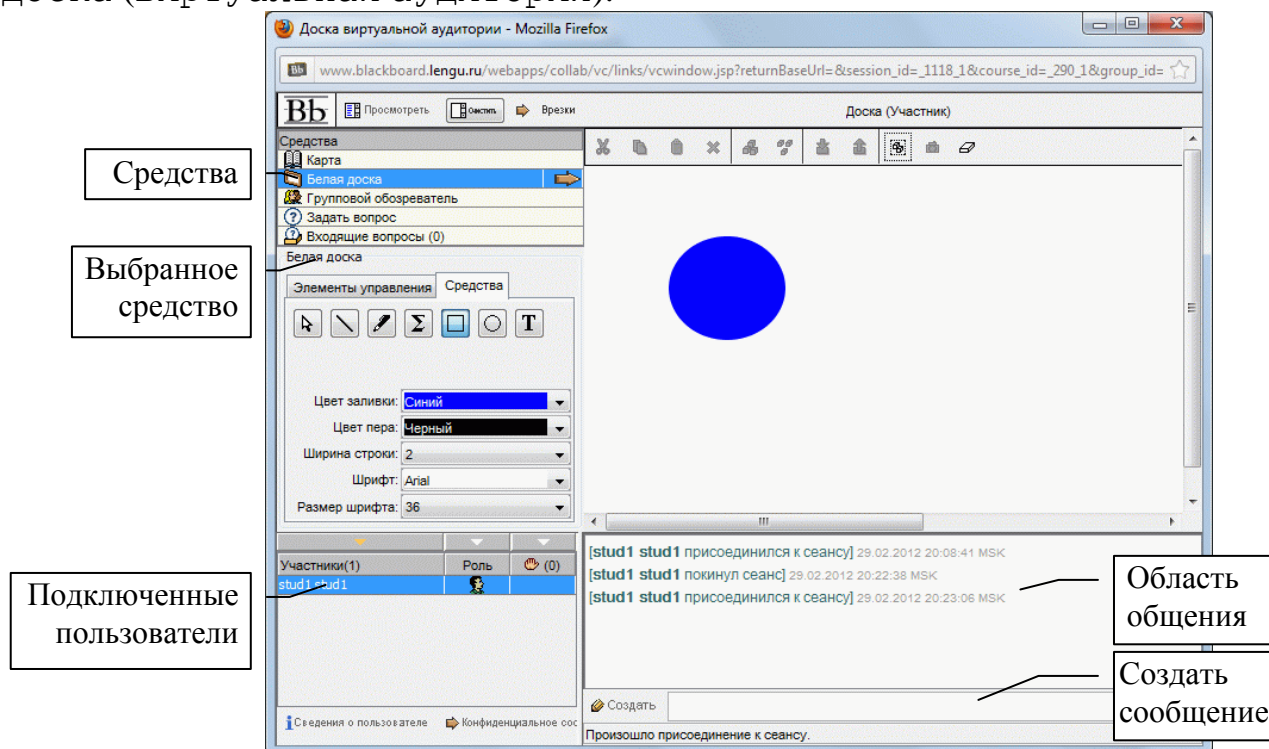 доска (виртуальная аудитория).
Доска виртуальной аудитории - Mozilla Firefox
www.blackboard.lengu.ru/webapps/collab/vc/links/vcwindow.jsp?returnBaseUrl=&session_id=_1118_1&course_id=_290_1&group_id=
Bb Просмотреть Очистить Врезки Доска (Участник)
Средства
Карта
Белая доска
Групповой обозреватель
Задать вопрос
Входящие вопросы (0)
Средства
Белая доска
Выбранное
средство
Элементы управления Средства
Σ T
Цвет заливки: Синий
Цвет пера: Черный
Ширина строки: 2
Шрифт: Arial
Размер шрифта: 36
Участники(1) Роль (0)
stud1 stud1
Подключенные
пользователи
[stud1 stud1 присоединился к сеансу] 29.02.2012 20:08:41 MSK
[stud1 stud1 покинул сеанс] 29.02.2012 20:22:38 MSK
[stud1 stud1 присоединился к сеансу] 29.02.2012 20:23:06 MSK
Область
общения
Создать
сообщение
Создать
Сведения о пользователе Конфиденциальное сос
Произошло присоединение к сеансу.